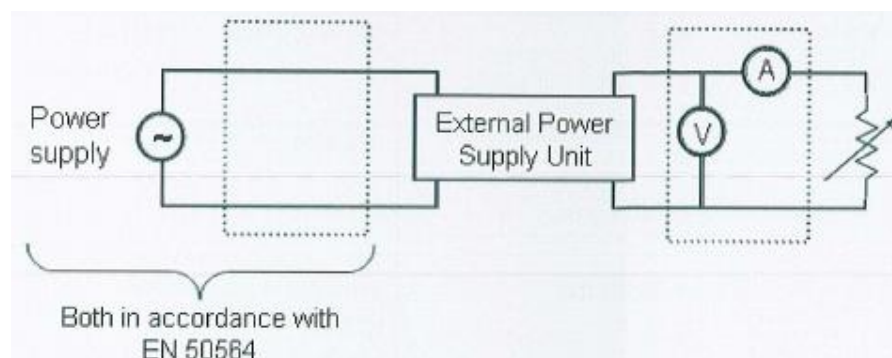 Power
supply
~
External Power
Supply Unit
A
V
Both in accordance with
EN 50564